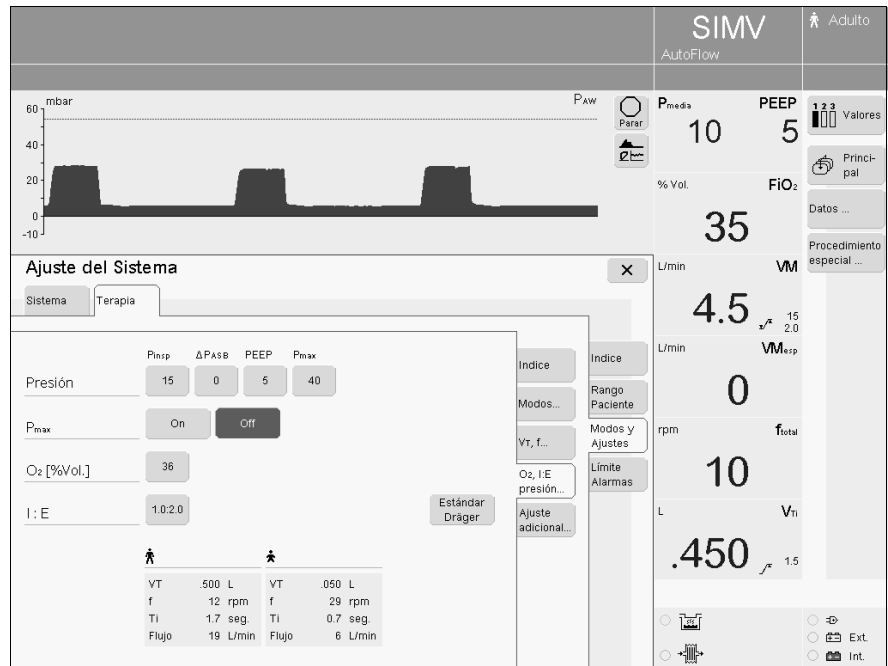 SIMV
AutoFlow
Adulto
mbar
PAW
60
40
20
0
-10
Parar
Pmedia PEEP
10 5
% Vol. FiO2
35
L/min VM
4.5 15
2.0
L/min VMesp
0
rpm ftotal
10
L VTi
.450 1.5
1 2 3
Valores
Princi-
pal
Datos ...
Procedimiento
especial ...
Ext.
Int.
Ajuste del Sistema
Sistema Terapia
Pinsp ΔPASB PEEP Pmax
Presión 15 0 5 40
Pmax On Off
O2 [%Vol.] 36
I : E 1.0:2.0
Estándar
Dräger
VT .500 L VT .050 L
f 12 rpm f 29 rpm
Ti 1.7 seg. Ti 0.7 seg.
Flujo 19 L/min Flujo 6 L/min
Indice
Modos...
VT, f...
O2, I:E
presión...
Ajuste
adicional...
Indice
Rango
Paciente
Modos y
Ajustes
Límite
Alarmas